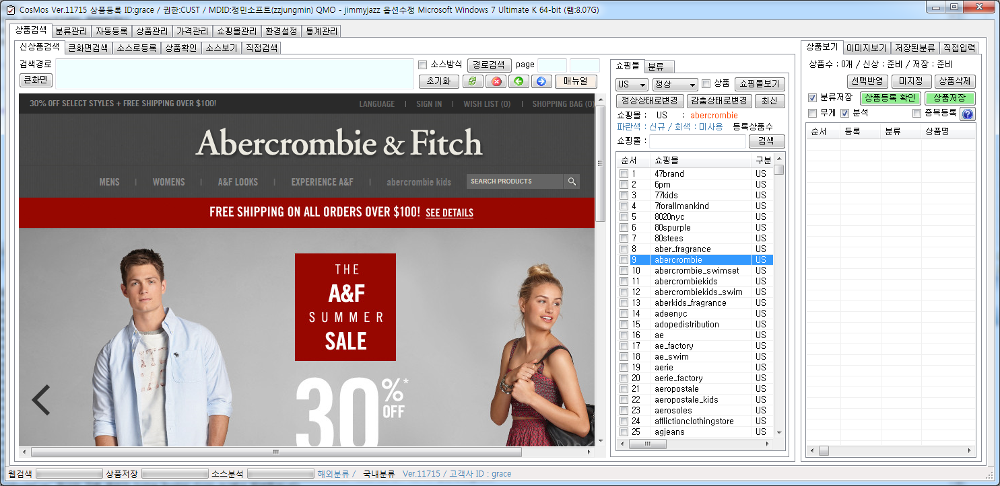 CosMos Ver.11715 상품등록 ID:grace / 권한:CUST / MDID:정민소프트(zzjungmin) QMO - jimmyjazz 옵션수정 Microsoft Windows 7 Ultimate K 64-bit (램:8.07G)
상품검색 분류관리 자동등록 상품관리 가격관리 쇼핑몰관리 환경설정 통계관리
신상품검색 큰화면검색 소스로등록 상품확인 소스보기 직접검색
검색경로 소스방식 경로검색 page
큰화면 초기화 매뉴얼
30% OFF SELECT STYLES + FREE SHIPPING OVER $100! LANGUAGE | SIGN IN | WISH LIST (0) | SHOPPING BAG (0)
Abercrombie & Fitch
MENS | WOMENS | A&F LOOKS | EXPERIENCE A&F | abercrombie kids SEARCH PRODUCTS
FREE SHIPPING ON ALL ORDERS OVER $100! SEE DETAILS
THE
A&F
SUMMER
SALE
30%*
OFF
쇼핑몰 분류
US 정상 상품 쇼핑몰보기
정상상태로변경 감춤상태로변경 최신
쇼핑몰 : US : abercrombie
파란색 : 신규 / 회색 : 미사용 등록상품수
쇼핑몰 : 검색
순서 쇼핑몰 구분
1 47brand US
2 6pm US
3 77kids US
4 7forallmankind US
5 8020nyc US
6 80spurple US
7 80stees US
8 aber_fragrance US
9 abercrombie US
10 abercrombie_swimset US
11 abercrombiekids US
12 abercrombiekids_swim US
13 aberkids_fragrance US
14 adeenyc US
15 adopedistribution US
16 ae US
17 ae_factory US
18 ae_swim US
19 aerie US
20 aerie_factory US
21 aeropostale US
22 aeropostale_kids US
23 aerosoles US
24 afflictionclothingstore US
25 agjeans US
상품보기 이미지보기 저장된분류 직접입력
상품수 : 0개 / 신상 : 준비 / 저장 : 준비
선택반영 미지정 상품삭제
분류저장 상품등록 확인 상품저장
무게 분석 중복등록
순서 등록 분류 상품명
웹검색 상품저장 소스분석 해외분류 / 국내분류 Ver.11715 / 고객사 ID : grace